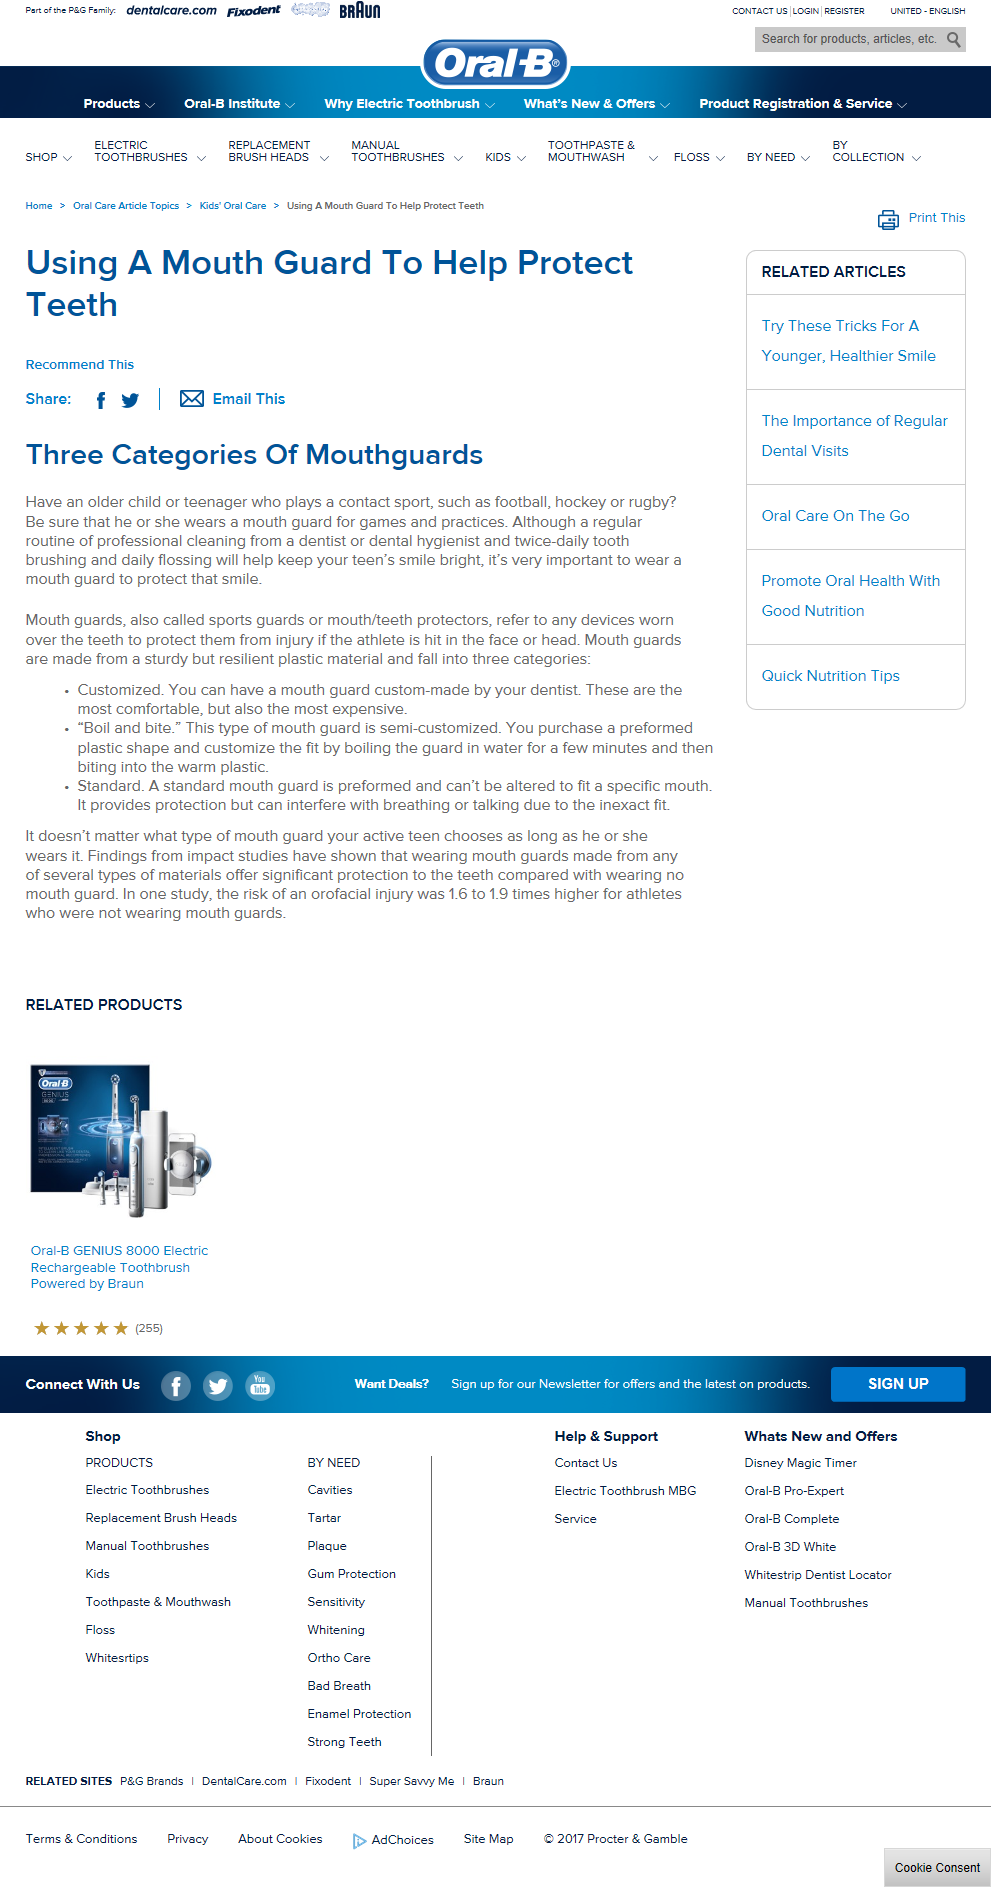 Part of the P&G Family: dentalcare.com Fixodent BRAUN
CONTACT US | LOGIN | REGISTER UNITED - ENGLISH
Search for products, articles, etc.
Oral-B®
Products Oral-B Institute Why Electric Toothbrush What's New & Offers Product Registration & Service
SHOP ELECTRIC TOOTHBRUSHES REPLACEMENT BRUSH HEADS MANUAL TOOTHBRUSHES KIDS TOOTHPASTE & MOUTHWASH FLOSS BY NEED BY COLLECTION
Home > Oral Care Article Topics > Kids' Oral Care > Using A Mouth Guard To Help Protect Teeth
Print This
Using A Mouth Guard To Help Protect
Teeth
Recommend This
Share: Email This
Three Categories Of Mouthguards
Have an older child or teenager who plays a contact sport, such as football, hockey or rugby?
Be sure that he or she wears a mouth guard for games and practices. Although a regular
routine of professional cleaning from a dentist or dental hygienist and twice-daily tooth
brushing and daily flossing will help keep your teen's smile bright, it's very important to wear a
mouth guard to protect that smile.
Mouth guards, also called sports guards or mouth/teeth protectors, refer to any devices worn
over the teeth to protect them from injury if the athlete is hit in the face or head. Mouth guards
are made from a sturdy but resilient plastic material and fall into three categories:
• Customized. You can have a mouth guard custom-made by your dentist. These are the
most comfortable, but also the most expensive.
• “Boil and bite.” This type of mouth guard is semi-customized. You purchase a preformed
plastic shape and customize the fit by boiling the guard in water for a few minutes and then
biting into the warm plastic.
• Standard. A standard mouth guard is preformed and can't be altered to fit a specific mouth.
It provides protection but can interfere with breathing or talking due to the inexact fit.
It doesn't matter what type of mouth guard your active teen chooses as long as he or she
wears it. Findings from impact studies have shown that wearing mouth guards made from any
of several types of materials offer significant protection to the teeth compared with wearing no
mouth guard. In one study, the risk of an orofacial injury was 1.6 to 1.9 times higher for athletes
who were not wearing mouth guards.
RELATED ARTICLES
Try These Tricks For A
Younger, Healthier Smile
The Importance of Regular
Dental Visits
Oral Care On The Go
Promote Oral Health With
Good Nutrition
Quick Nutrition Tips
RELATED PRODUCTS
Oral-B
GENIUS
Oral-B GENIUS 8000 Electric
Rechargeable Toothbrush
Powered by Braun
(255)
Connect With Us You Tube Want Deals? Sign up for our Newsletter for offers and the latest on products. SIGN UP
Shop
PRODUCTS
Electric Toothbrushes
Replacement Brush Heads
Manual Toothbrushes
Kids
Toothpaste & Mouthwash
Floss
Whitesrtips
BY NEED
Cavities
Tartar
Plaque
Gum Protection
Sensitivity
Whitening
Ortho Care
Bad Breath
Enamel Protection
Strong Teeth
Help & Support
Contact Us
Electric Toothbrush MBG
Service
Whats New and Offers
Disney Magic Timer
Oral-B Pro-Expert
Oral-B Complete
Oral-B 3D White
Whitestrip Dentist Locator
Manual Toothbrushes
RELATED SITES P&G Brands | DentalCare.com | Fixodent | Super Savvy Me | Braun
Terms & Conditions Privacy About Cookies AdChoices Site Map © 2017 Procter & Gamble
Cookie Consent